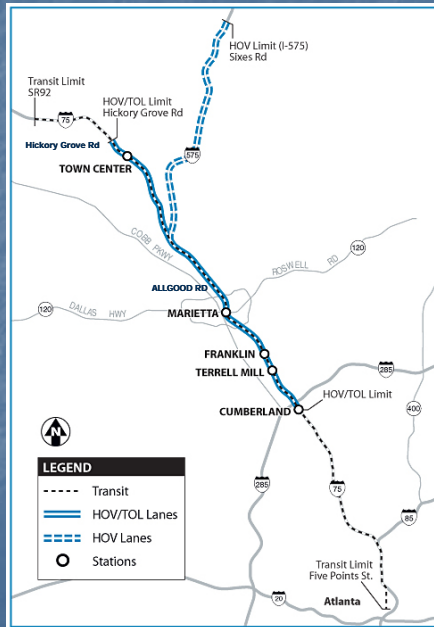 HOV Limit (I-575)
Sixes Rd
Transit Limit
SR92
HOV/TOL Limit
Hickory Grove Rd
75
Hickory Grove Rd
TOWN CENTER
575
COBB PKWY
ROSWELL RD
120
ALLGOOD RD
120
DALLAS HWY
MARIETTA
FRANKLIN
TERRELL MILL
285
CUMBERLAND
HOV/TOL Limit
400
N
LEGEND
Transit
HOV/TOL Lanes
HOV Lanes
Stations
285
75
85
Transit Limit
Five Points St.
20
Atlanta